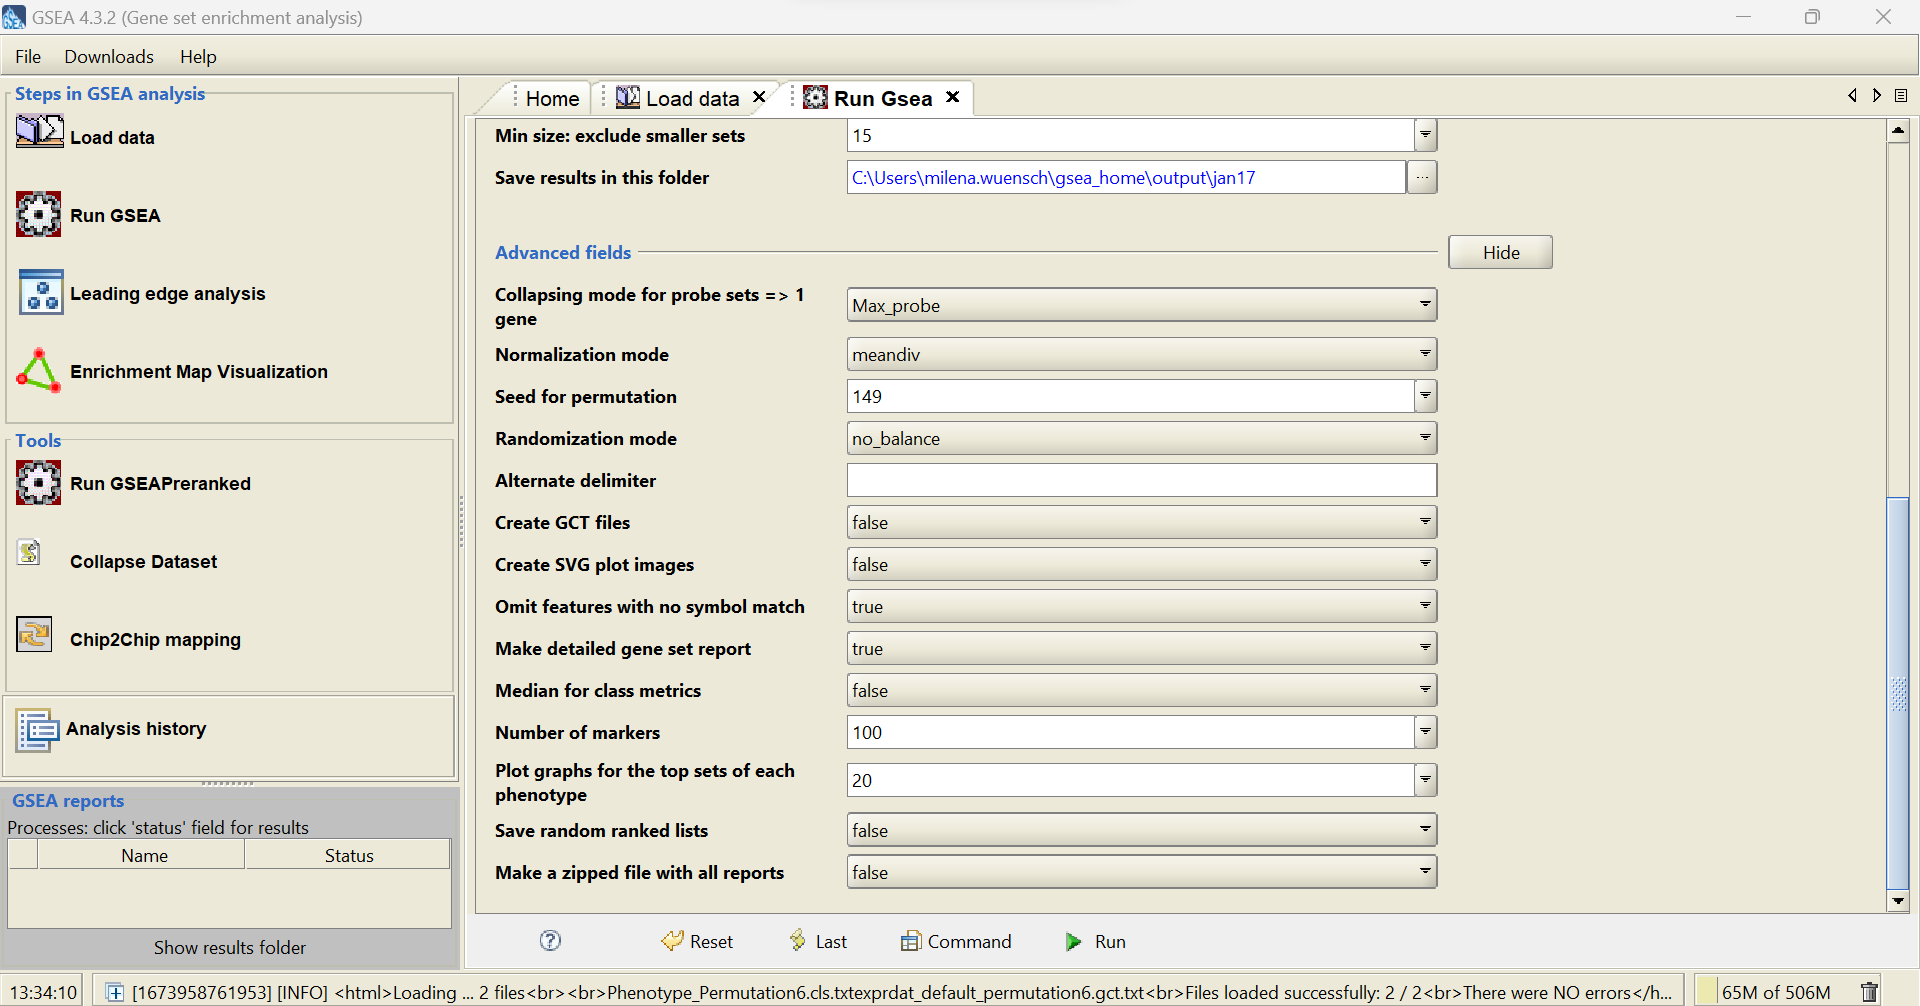 GSEA 4.3.2 (Gene set enrichment analysis)
File Downloads Help
Steps in GSEA analysis
Load data
Run GSEA
Leading edge analysis
Enrichment Map Visualization
Tools
Run GSEAPreranked
Collapse Dataset
Chip2Chip mapping
Analysis history
GSEA reports
Processes: click 'status' field for results
Name Status
Show results folder
Home Load data Run Gsea
Min size: exclude smaller sets 15
Save results in this folder C:\Users\milena.wuensch\gsea_home\output\jan17 ...
Advanced fields Hide
Collapsing mode for probe sets => 1
gene Max_probe
Normalization mode meandiv
Seed for permutation 149
Randomization mode no_balance
Alternate delimiter
Create GCT files false
Create SVG plot images false
Omit features with no symbol match true
Make detailed gene set report true
Median for class metrics false
Number of markers 100
Plot graphs for the top sets of each
phenotype 20
Save random ranked lists false
Make a zipped file with all reports false
? Reset Last Command Run
13:34:10 [1673958761953] [INFO] <html>Loading ... 2 files<br><br>Phenotype_Permutation6.cls.txtexprdat_default_permutation6.gct.txt<br>Files loaded successfully: 2 / 2<br>There were NO errors</h... 65M of 506M